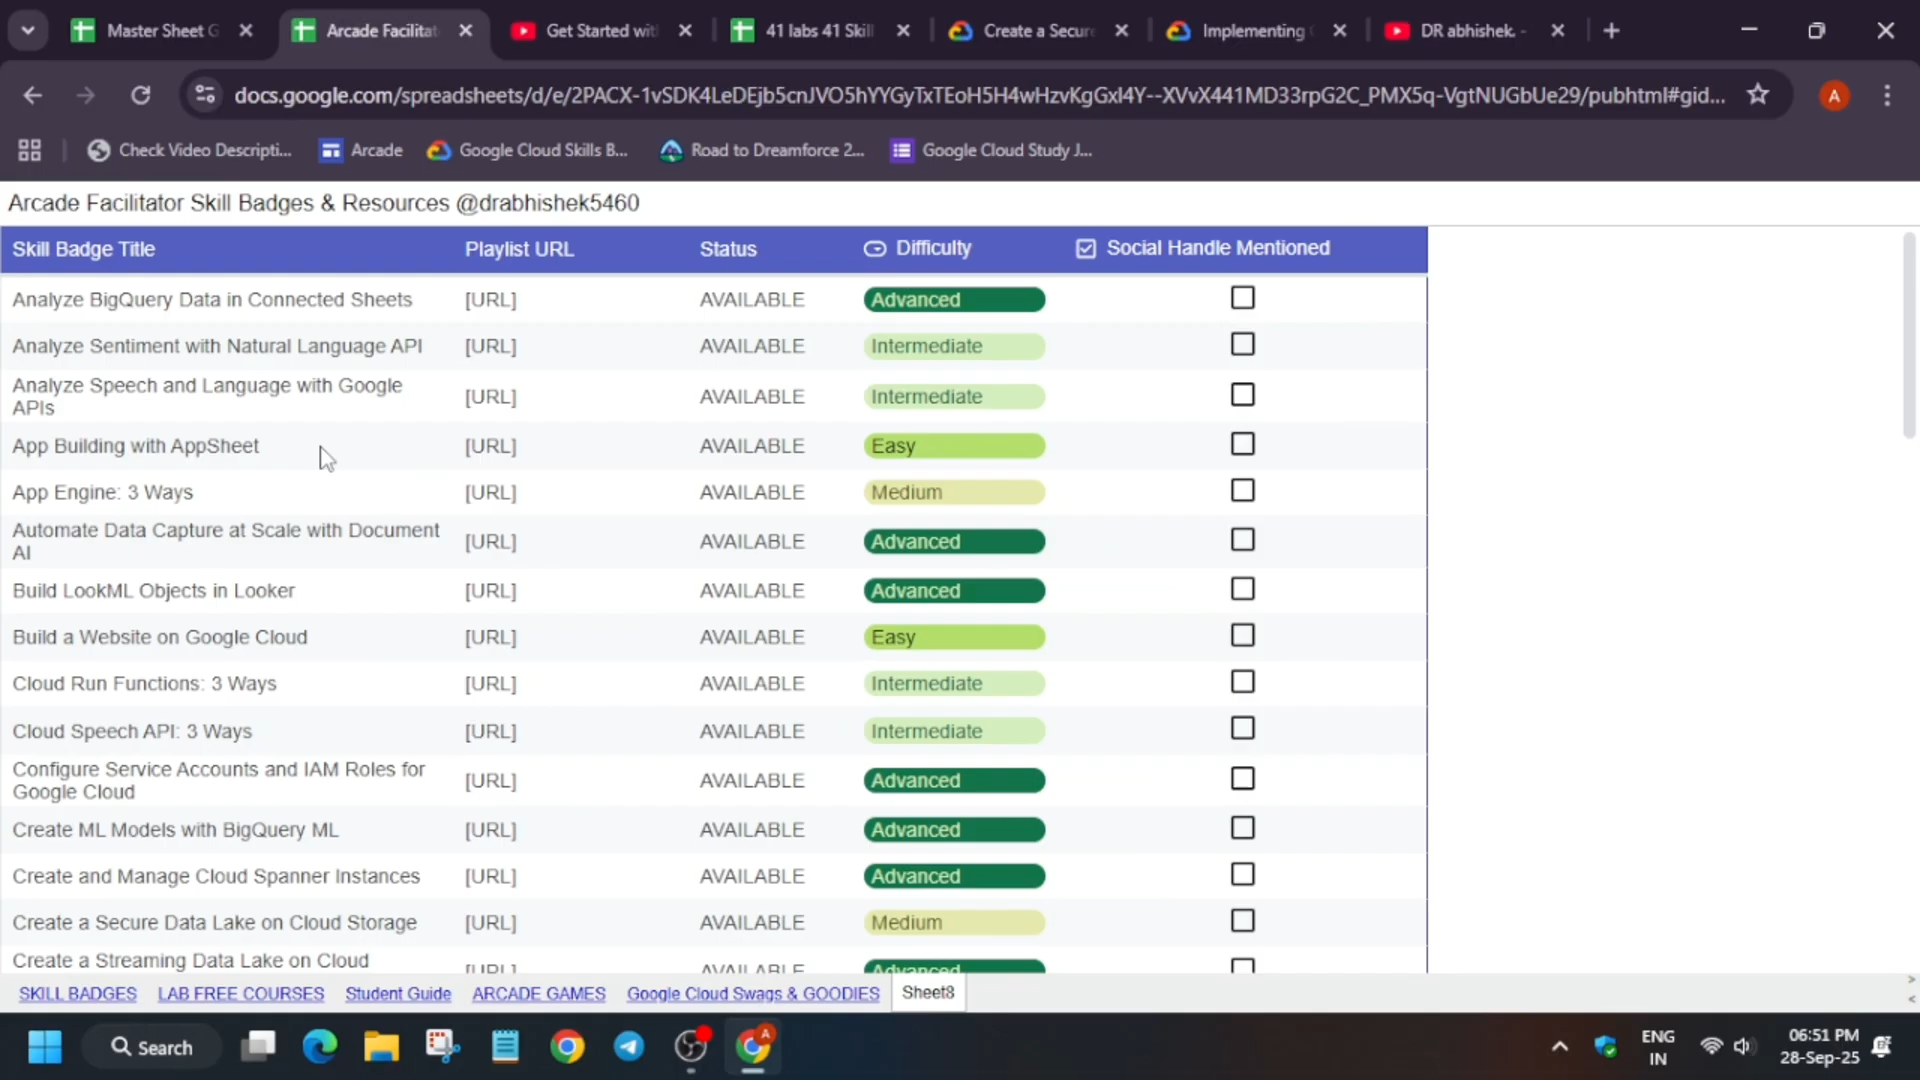 Master Sheet G
Arcade Facilitat
Get Started wit
41 labs 41 Skil
Create a Secure
Implementing
DR abhishek. -
docs.google.com/spreadsheets/d/e/2PACX-1vSDK4LeDEjb5cnJVO5hYYGyTxTEoH5H4wHzvKgGxl4Y--XVvX441MD33rpG2C_PMX5q-VgtNUGbUe29/pubhtml#gid...
A
Check Video Descripti...
Arcade
Google Cloud Skills B...
Road to Dreamforce 2...
Google Cloud Study J...
Arcade Facilitator Skill Badges & Resources @drabhishek5460
Skill Badge Title Playlist URL Status Difficulty Social Handle Mentioned
Analyze BigQuery Data in Connected Sheets [URL] AVAILABLE Advanced
Analyze Sentiment with Natural Language API [URL] AVAILABLE Intermediate
Analyze Speech and Language with Google
APIs [URL] AVAILABLE Intermediate
App Building with AppSheet [URL] AVAILABLE Easy
App Engine: 3 Ways [URL] AVAILABLE Medium
Automate Data Capture at Scale with Document
AI [URL] AVAILABLE Advanced
Build LookML Objects in Looker [URL] AVAILABLE Advanced
Build a Website on Google Cloud [URL] AVAILABLE Easy
Cloud Run Functions: 3 Ways [URL] AVAILABLE Intermediate
Cloud Speech API: 3 Ways [URL] AVAILABLE Intermediate
Configure Service Accounts and IAM Roles for
Google Cloud [URL] AVAILABLE Advanced
Create ML Models with BigQuery ML [URL] AVAILABLE Advanced
Create and Manage Cloud Spanner Instances [URL] AVAILABLE Advanced
Create a Secure Data Lake on Cloud Storage [URL] AVAILABLE Medium
Create a Streaming Data Lake on Cloud [URL] AVAILABLE Advanced
SKILL BADGES LAB FREE COURSES Student Guide ARCADE GAMES Google Cloud Swags & GOODIES Sheet8
Search
A
ENG
IN
06:51 PM
28-Sep-25